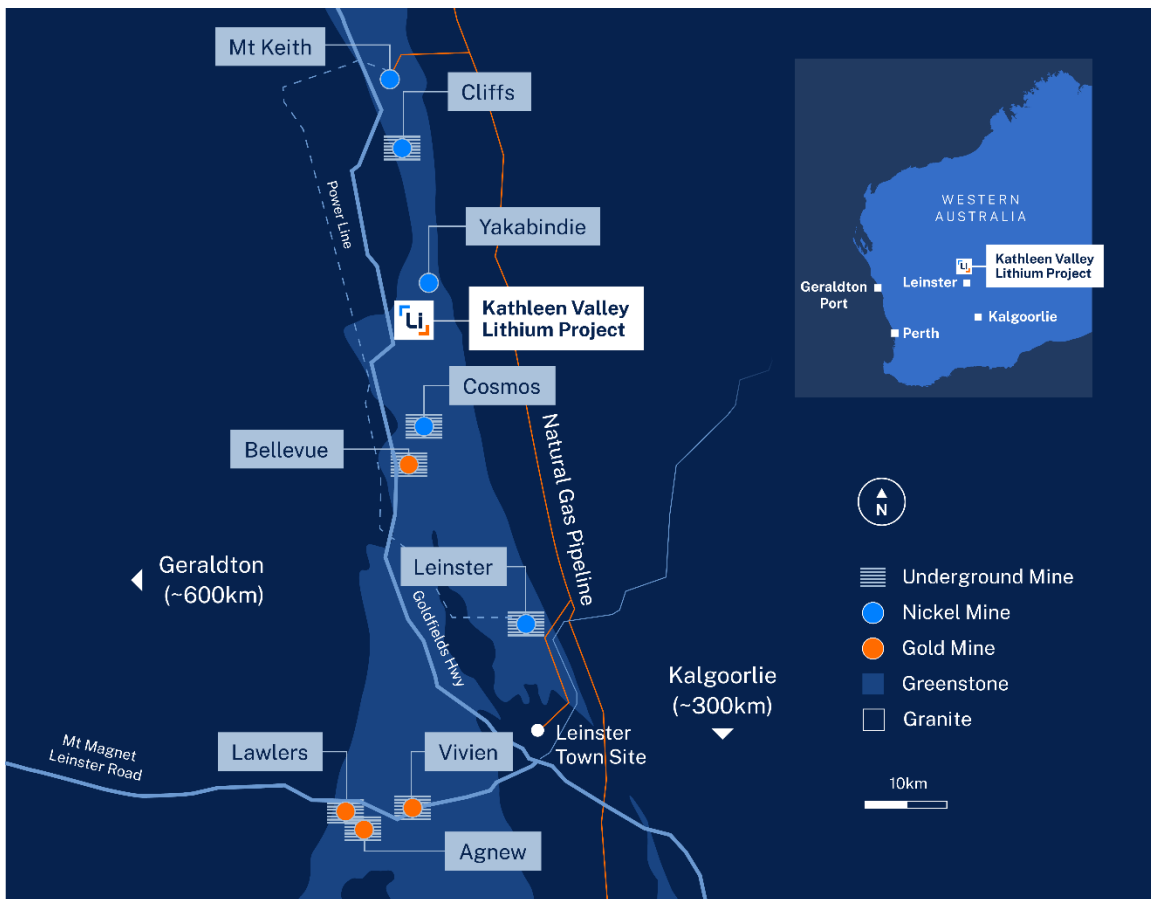 Mt Keith
Cliffs
Power Line
Yakabindie
Li
Kathleen Valley
Lithium Project
Cosmos
Bellevue
Natural Gas Pipeline
Geraldton
(~600km)
Leinster
Goldfields Hwy
Kalgoorlie
(~300km)
Leinster
Town Site
Mt Magnet
Leinster Road
Lawlers
Vivien
Agnew
WESTERN
AUSTRALIA
Li
Kathleen Valley
Lithium Project
Geraldton
Port
Leinster
Kalgoorlie
Perth
N
Underground Mine
Nickel Mine
Gold Mine
Greenstone
Granite
10km